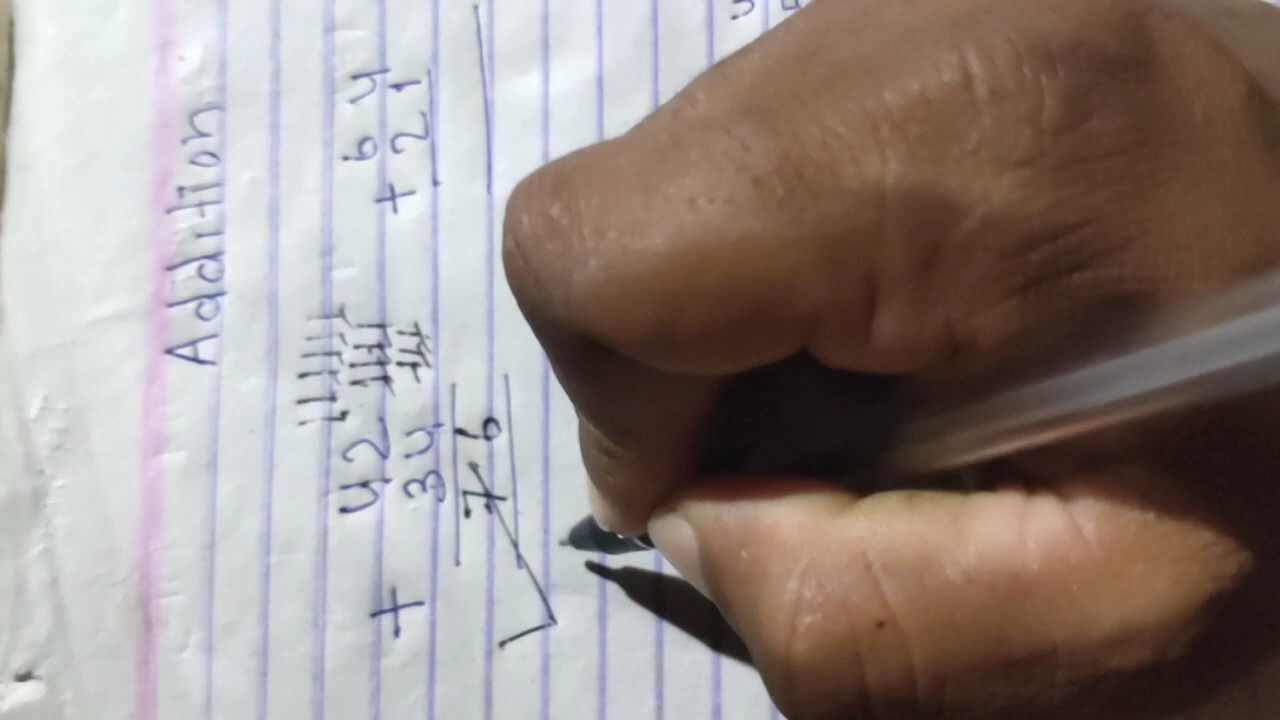 Addition
42    64
+ 34    + 21
76